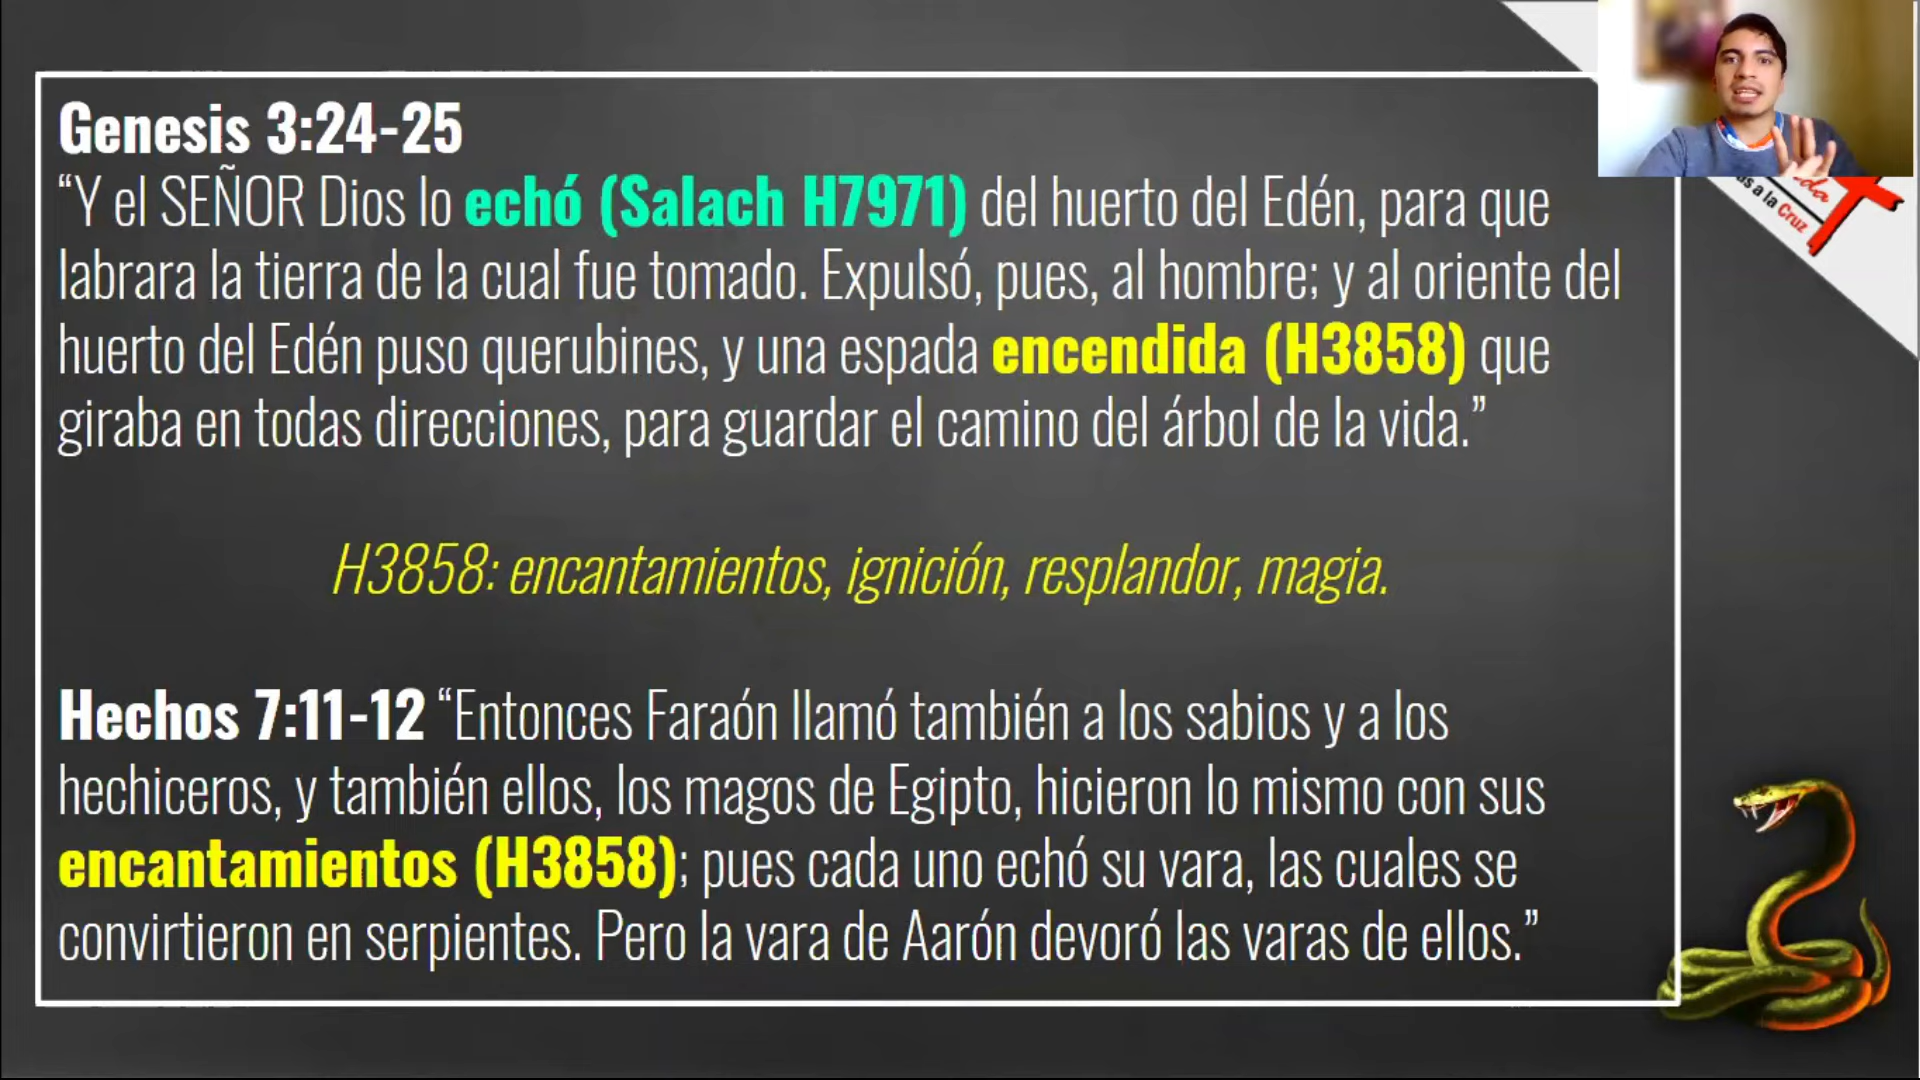 Genesis 3:24-25
“Y el SEÑOR Dios lo echó (Salach H7971) del huerto del Edén, para que
labrara la tierra de la cual fue tomado. Expulsó, pues, al hombre; y al oriente del
huerto del Edén puso querubines, y una espada encendida (H3858) que
giraba en todas direcciones, para guardar el camino del árbol de la vida.”
H3858: encantamientos, ignición, resplandor, magia.
Hechos 7:11-12 “Entonces Faraón llamó también a los sabios y a los
hechiceros, y también ellos, los magos de Egipto, hicieron lo mismo con sus
encantamientos (H3858); pues cada uno echó su vara, las cuales se
convirtieron en serpientes. Pero la vara de Aarón devoró las varas de ellos.”
a la Cruz